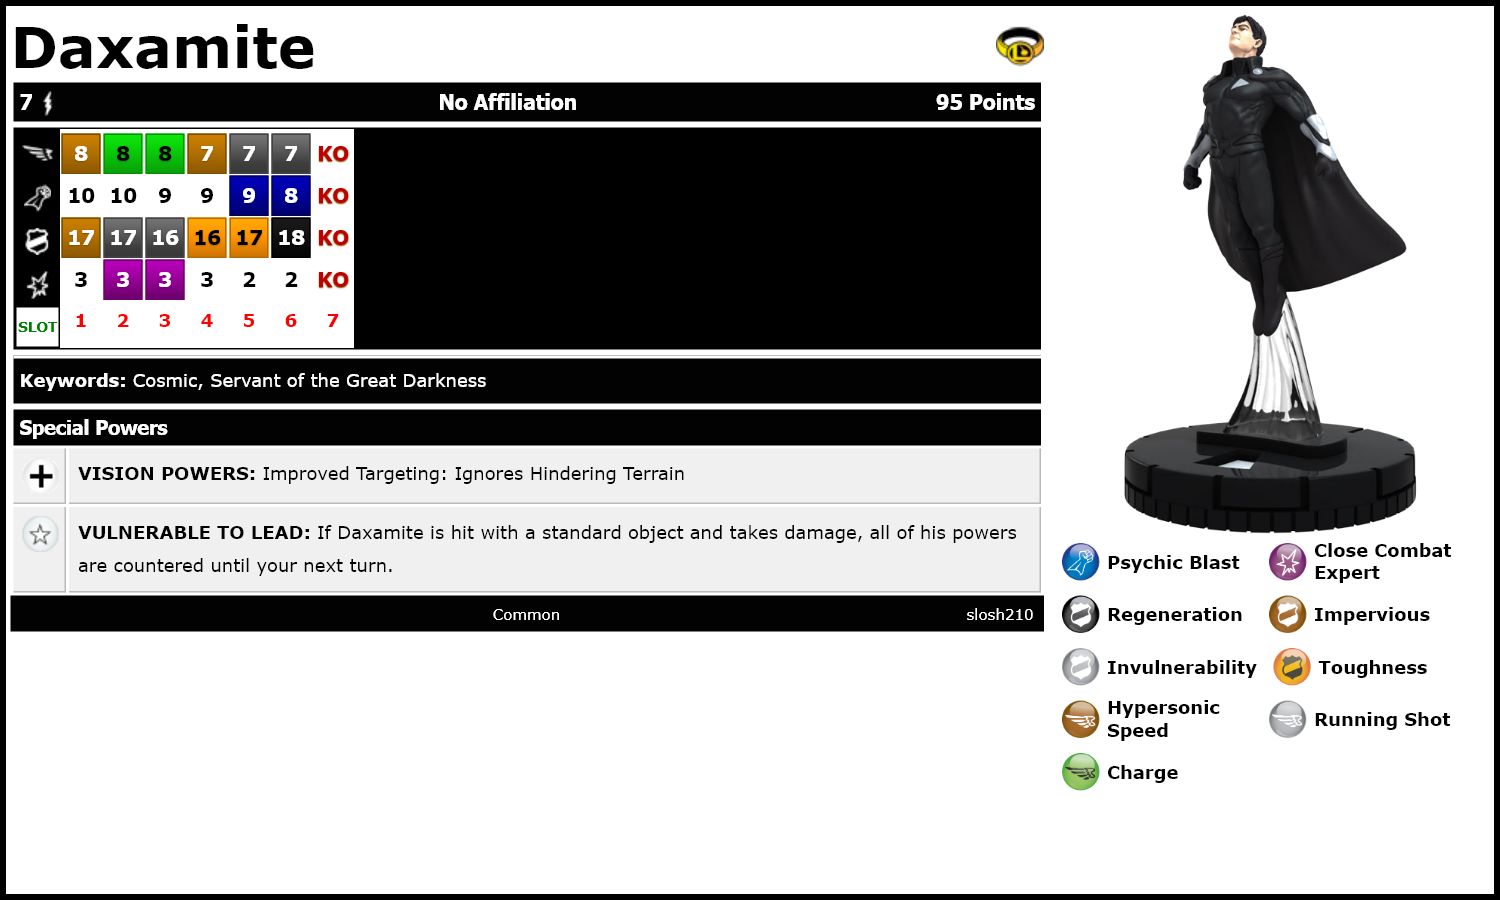 Daxamite
7 No Affiliation 95 Points
8 8 8 7 7 7 KO
10 10 9 9 9 8 KO
17 17 16 16 17 18 KO
3 3 3 3 2 2 KO
SLOT 1 2 3 4 5 6 7
Keywords: Cosmic, Servant of the Great Darkness
Special Powers
VISION POWERS: Improved Targeting: Ignores Hindering Terrain
VULNERABLE TO LEAD: If Daxamite is hit with a standard object and takes damage, all of his powers
are countered until your next turn.
Common slosh210
Psychic Blast
Close Combat
Expert
Regeneration
Impervious
Invulnerability
Toughness
Hypersonic
Speed
Running Shot
Charge